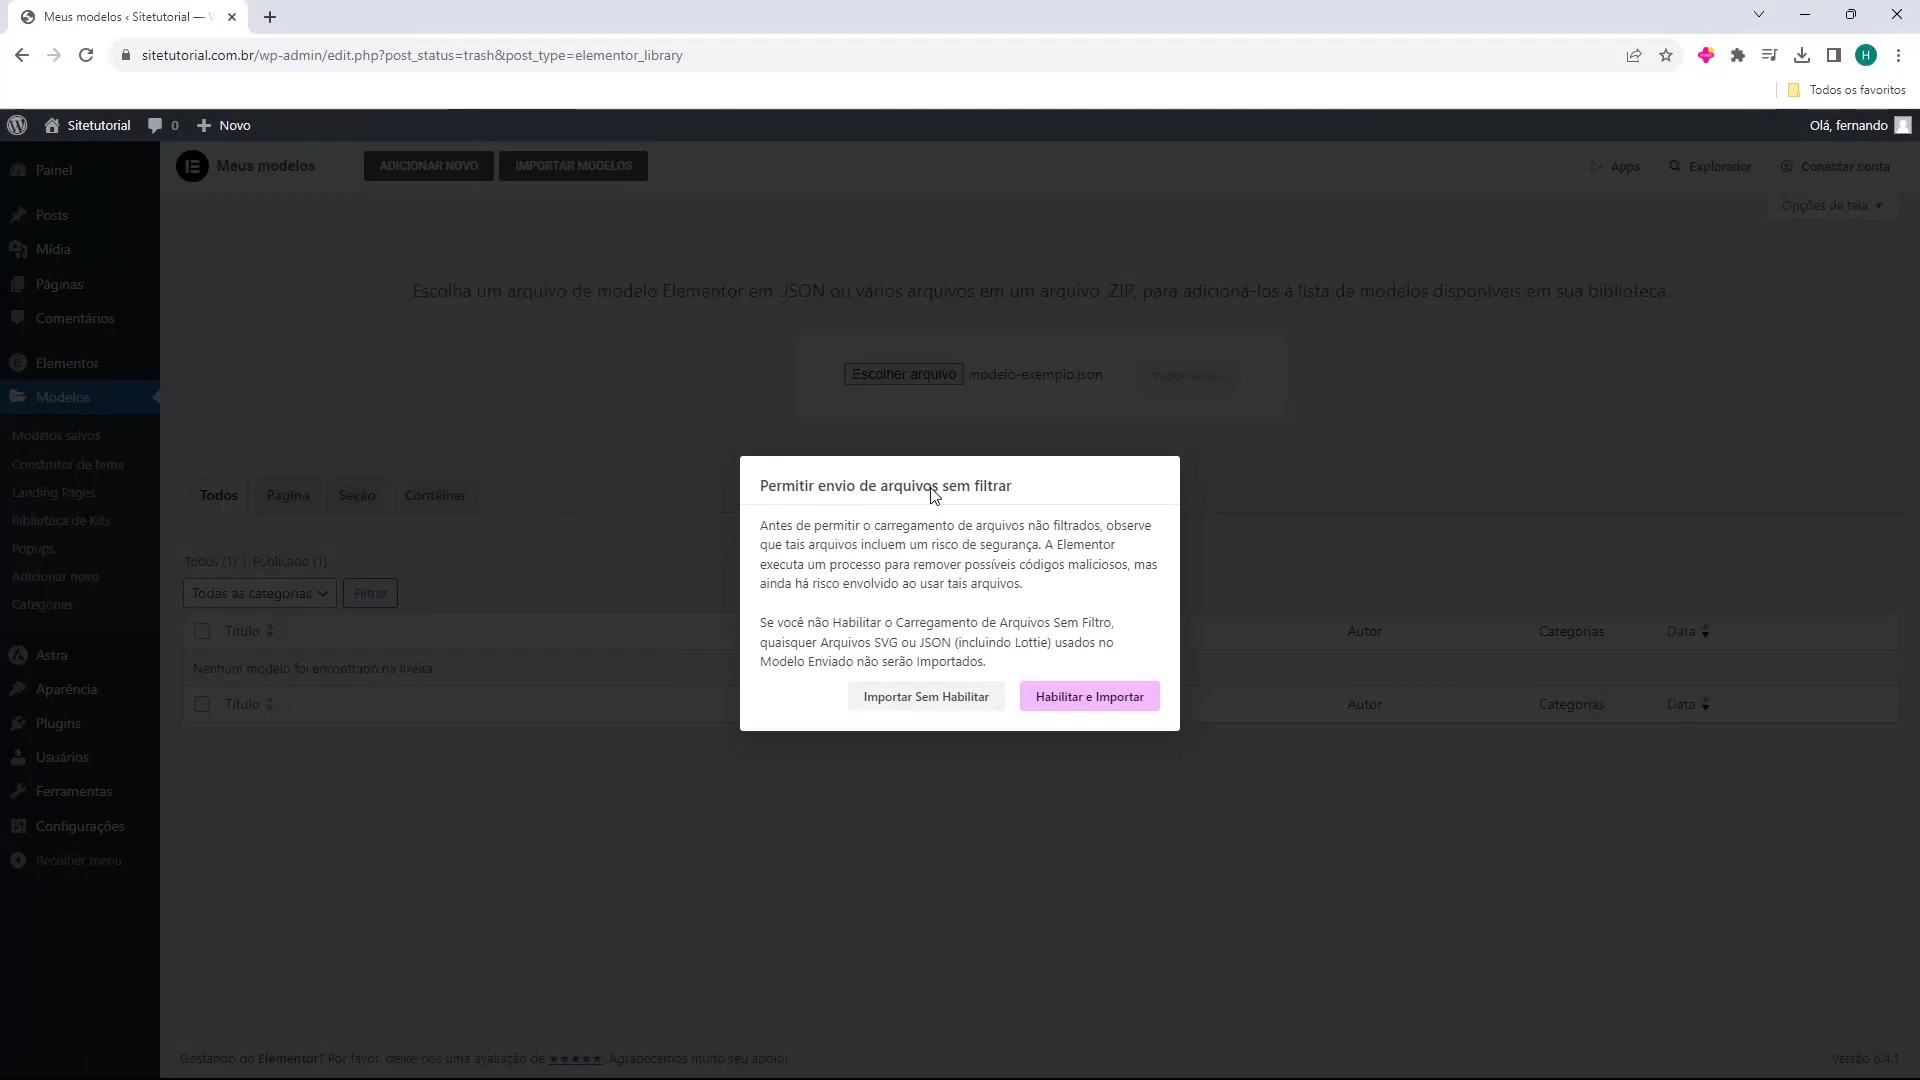 Meus modelos ‹ Sitetutorial —
sitetutorial.com.br/wp-admin/edit.php?post_status=trash&post_type=elementor_library
H
Todos os favoritos
Sitetutorial
0
Novo
Olá, fernando
Painel
Posts
Mídia
Páginas
Comentários
Elementor
Modelos
Modelos salvos
Construtor de tema
Landing Pages
Biblioteca de Kits
Popups
Adicionar novo
Categorias
Astra
Aparência
Plugins
Usuários
Ferramentas
Configurações
Recolher menu
Meus modelos
ADICIONAR NOVO
IMPORTAR MODELOS
Apps
Explorador
Conectar conta
Opções de tela
Escolha um arquivo de modelo Elementor em .JSON ou vários arquivos em um arquivo .ZIP, para adicioná-los à lista de modelos disponíveis em sua biblioteca.
Escolher arquivo modelo-exemplo.json
Importando...
Todos
Página
Seção
Contêiner
Todos (1) | Publicado (1)
Todas as categorias
Filtrar
Título
Autor
Categorias
Data
Nenhum modelo foi encontrado na lixeira
Título
Autor
Categorias
Data
Permitir envio de arquivos sem filtrar
Antes de permitir o carregamento de arquivos não filtrados, observe
que tais arquivos incluem um risco de segurança. A Elementor
executa um processo para remover possíveis códigos maliciosos, mas
ainda há risco envolvido ao usar tais arquivos.
Se você não Habilitar o Carregamento de Arquivos Sem Filtro,
quaisquer Arquivos SVG ou JSON (incluindo Lottie) usados no
Modelo Enviado não serão Importados.
Importar Sem Habilitar
Habilitar e Importar
Gostando do Elementor? Por favor, deixe-nos uma avaliação de ★★★★★. Agradecemos muito seu apoio!
Versão 6.4.1